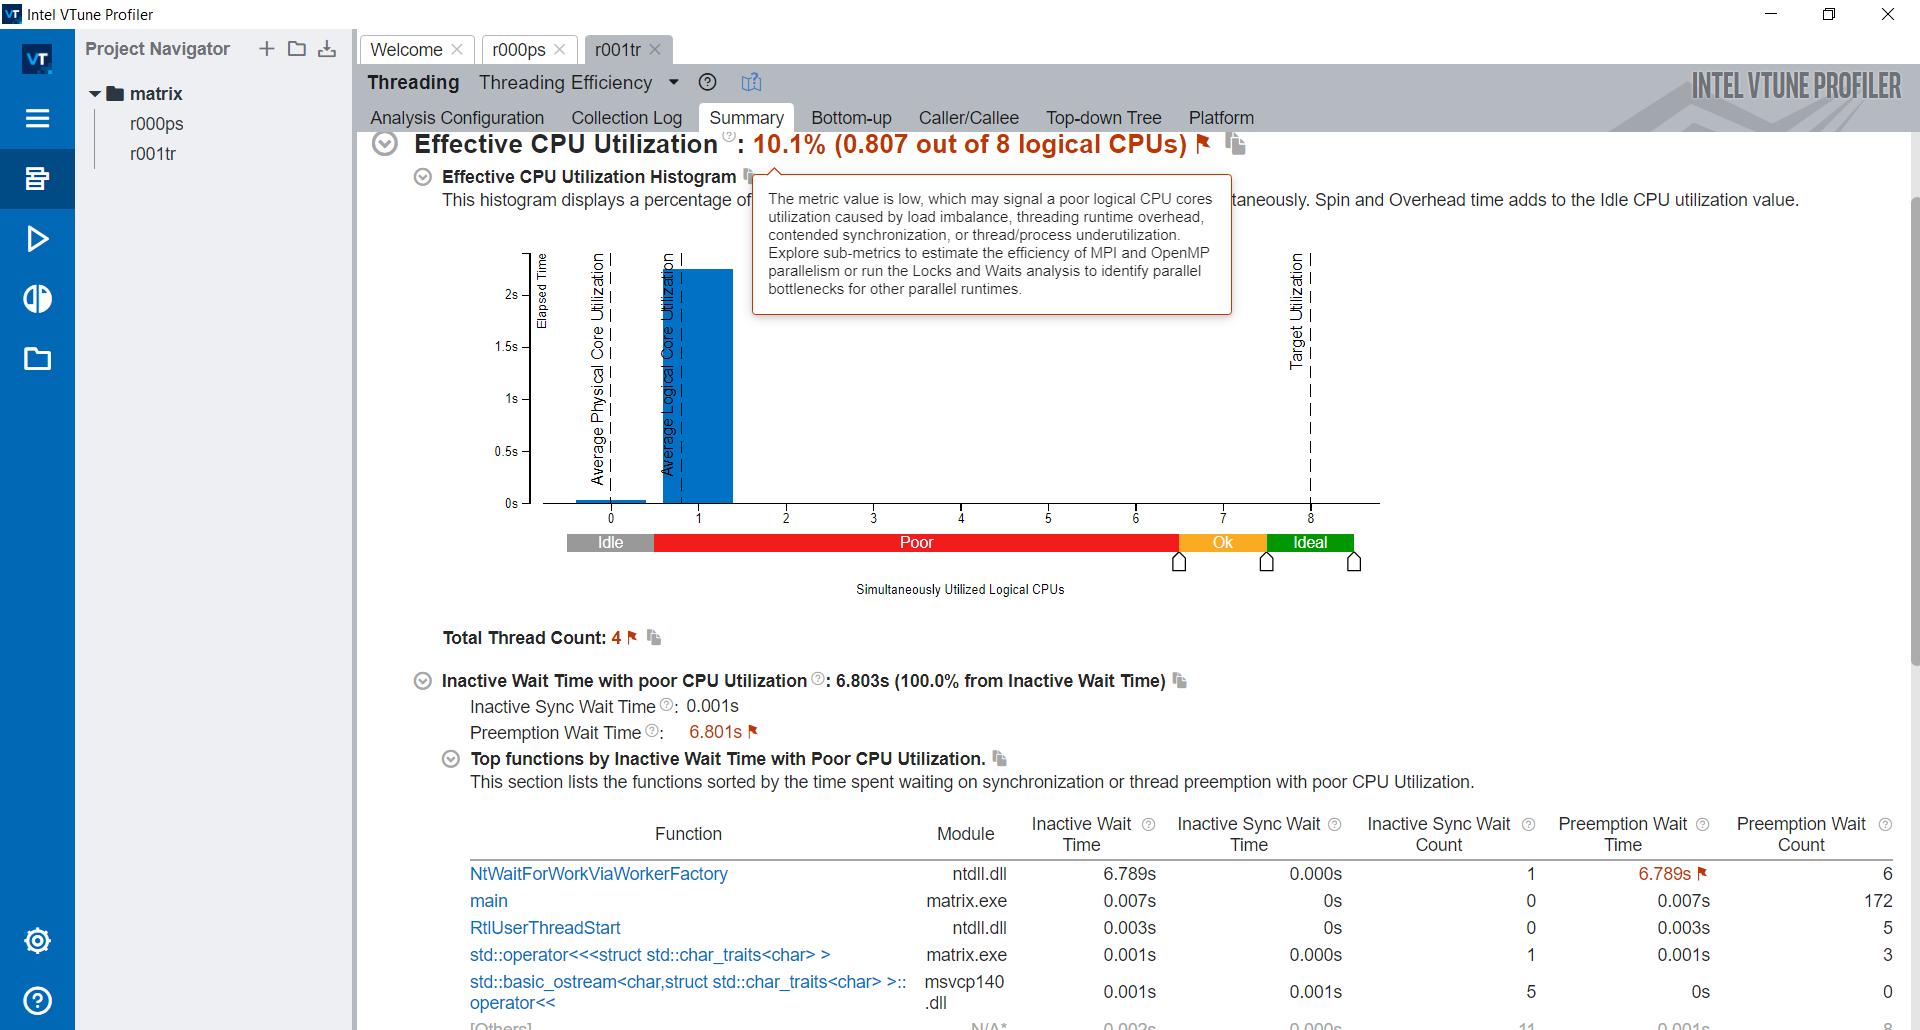 Intel VTune Profiler
Project Navigator
matrix
r000ps
r001tr
Welcome
r000ps
r001tr
Threading
Threading Efficiency
INTEL VTUNE PROFILER
Analysis Configuration
Collection Log
Summary
Bottom-up
Caller/Callee
Top-down Tree
Platform
Effective CPU Utilization : 10.1% (0.807 out of 8 logical CPUs)
Effective CPU Utilization Histogram
This histogram displays a percentage of
taneously. Spin and Overhead time adds to the Idle CPU utilization value.
The metric value is low, which may signal a poor logical CPU cores
utilization caused by load imbalance, threading runtime overhead,
contended synchronization, or thread/process underutilization.
Explore sub-metrics to estimate the efficiency of MPI and OpenMP
parallelism or run the Locks and Waits analysis to identify parallel
bottlenecks for other parallel runtimes.
Elapsed Time
2s
1.5s
1s
0.5s
0s
Average Physical Core Utilization
Average Logical Core Utilization
Target Utilization
0 1 2 3 4 5 6 7 8
Idle Poor Ok Ideal
Simultaneously Utilized Logical CPUs
Total Thread Count: 4
Inactive Wait Time with poor CPU Utilization : 6.803s (100.0% from Inactive Wait Time)
Inactive Sync Wait Time : 0.001s
Preemption Wait Time : 6.801s
Top functions by Inactive Wait Time with Poor CPU Utilization.
This section lists the functions sorted by the time spent waiting on synchronization or thread preemption with poor CPU Utilization.
Function Module Inactive Wait Time Inactive Sync Wait Time Inactive Sync Wait Count Preemption Wait Time Preemption Wait Count
NtWaitForWorkViaWorkerFactory ntdll.dll 6.789s 0.000s 1 6.789s 6
main matrix.exe 0.007s 0s 0 0.007s 172
RtlUserThreadStart ntdll.dll 0.003s 0s 0 0.003s 5
std::operator<<<struct std::char_traits<char> > matrix.exe 0.001s 0.000s 1 0.001s 3
std::basic_ostream<char,struct std::char_traits<char> >::operator<< msvcp140.dll 0.001s 0.001s 5 0s 0
[Others] N/A* 0.002s 0.000s 11 0.001s 8